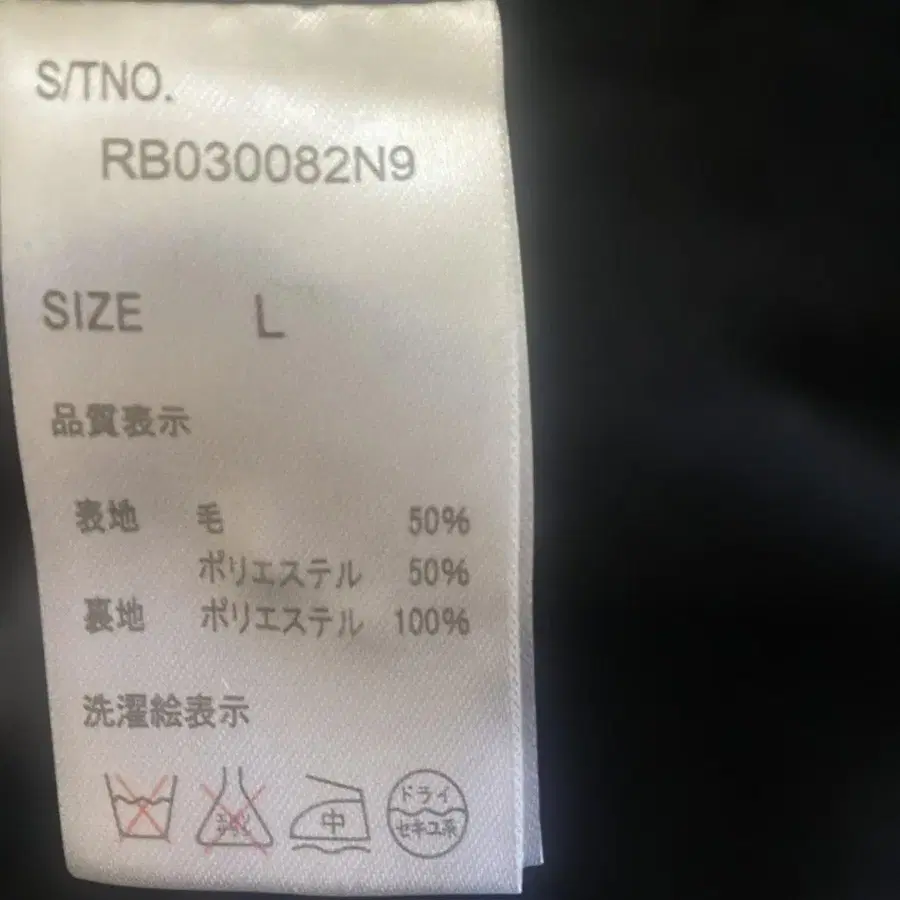 S/TNO.
RB030082N9
SIZE L
品質表示
表地 毛 50%
ポリエステル 50%
裏地 ポリエステル 100%
洗濯絵表示
中
ドライ
セキユ系